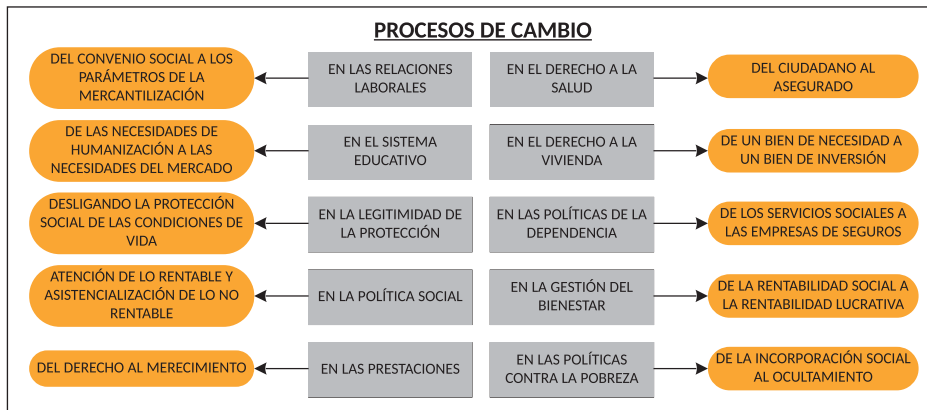 PROCESOS DE CAMBIO
DEL CONVENIO SOCIAL A LOS
PARÁMETROS DE LA
MERCANTILIZACIÓN
EN LAS RELACIONES
LABORALES
EN EL DERECHO A LA
SALUD
DEL CIUDADANO AL
ASEGURADO
DE LAS NECESIDADES DE
HUMANIZACIÓN A LAS
NECESIDADES DEL MERCADO
EN EL SISTEMA
EDUCATIVO
EN EL DERECHO A LA
VIVIENDA
DE UN BIEN DE NECESIDAD A
UN BIEN DE INVERSIÓN
DESLIGANDO LA PROTECCIÓN
SOCIAL DE LAS CONDICIONES DE
VIDA
EN LA LEGITIMIDAD DE
LA PROTECCIÓN
EN LAS POLÍTICAS DE LA
DEPENDENCIA
DE LOS SERVICIOS SOCIALES A
LAS EMPRESAS DE SEGUROS
ATENCIÓN DE LO RENTABLE Y
ASISTENCIALIZACIÓN DE LO NO
RENTABLE
EN LA POLÍTICA SOCIAL
EN LA GESTIÓN DEL
BIENESTAR
DE LA RENTABILIDAD SOCIAL A
LA RENTABILIDAD LUCRATIVA
DEL DERECHO AL MERECIMIENTO
EN LAS PRESTACIONES
EN LAS POLÍTICAS
CONTRA LA POBREZA
DE LA INCORPORACIÓN SOCIAL
AL OCULTAMIENTO